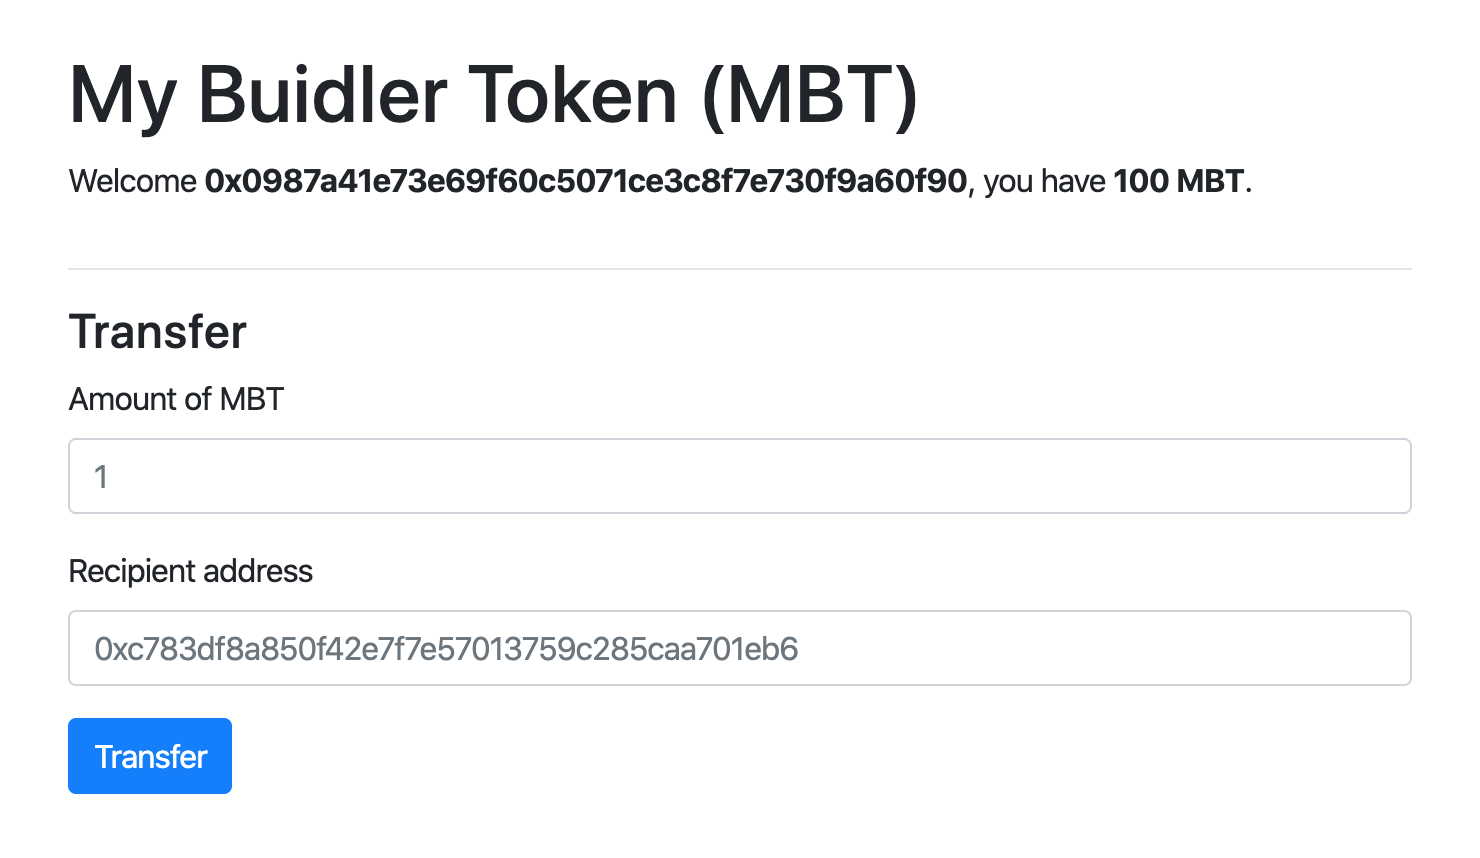 My Buidler Token (MBT)
Welcome 0x0987a41e73e69f60c5071ce3c8f7e730f9a60f90, you have 100 MBT.
Transfer
Amount of MBT
1
Recipient address
0xc783df8a850f42e7f7e57013759c285caa701eb6
Transfer